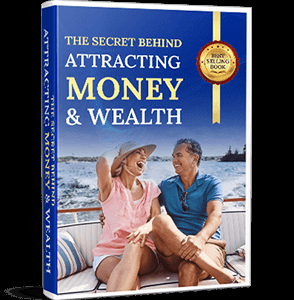 THE SECRET BEHIND
ATTRACTING
MONEY
& WEALTH
BEST
SELLING
BOOK
THE SECRET BEHIND
ATTRACTING MONEY & WEALTH